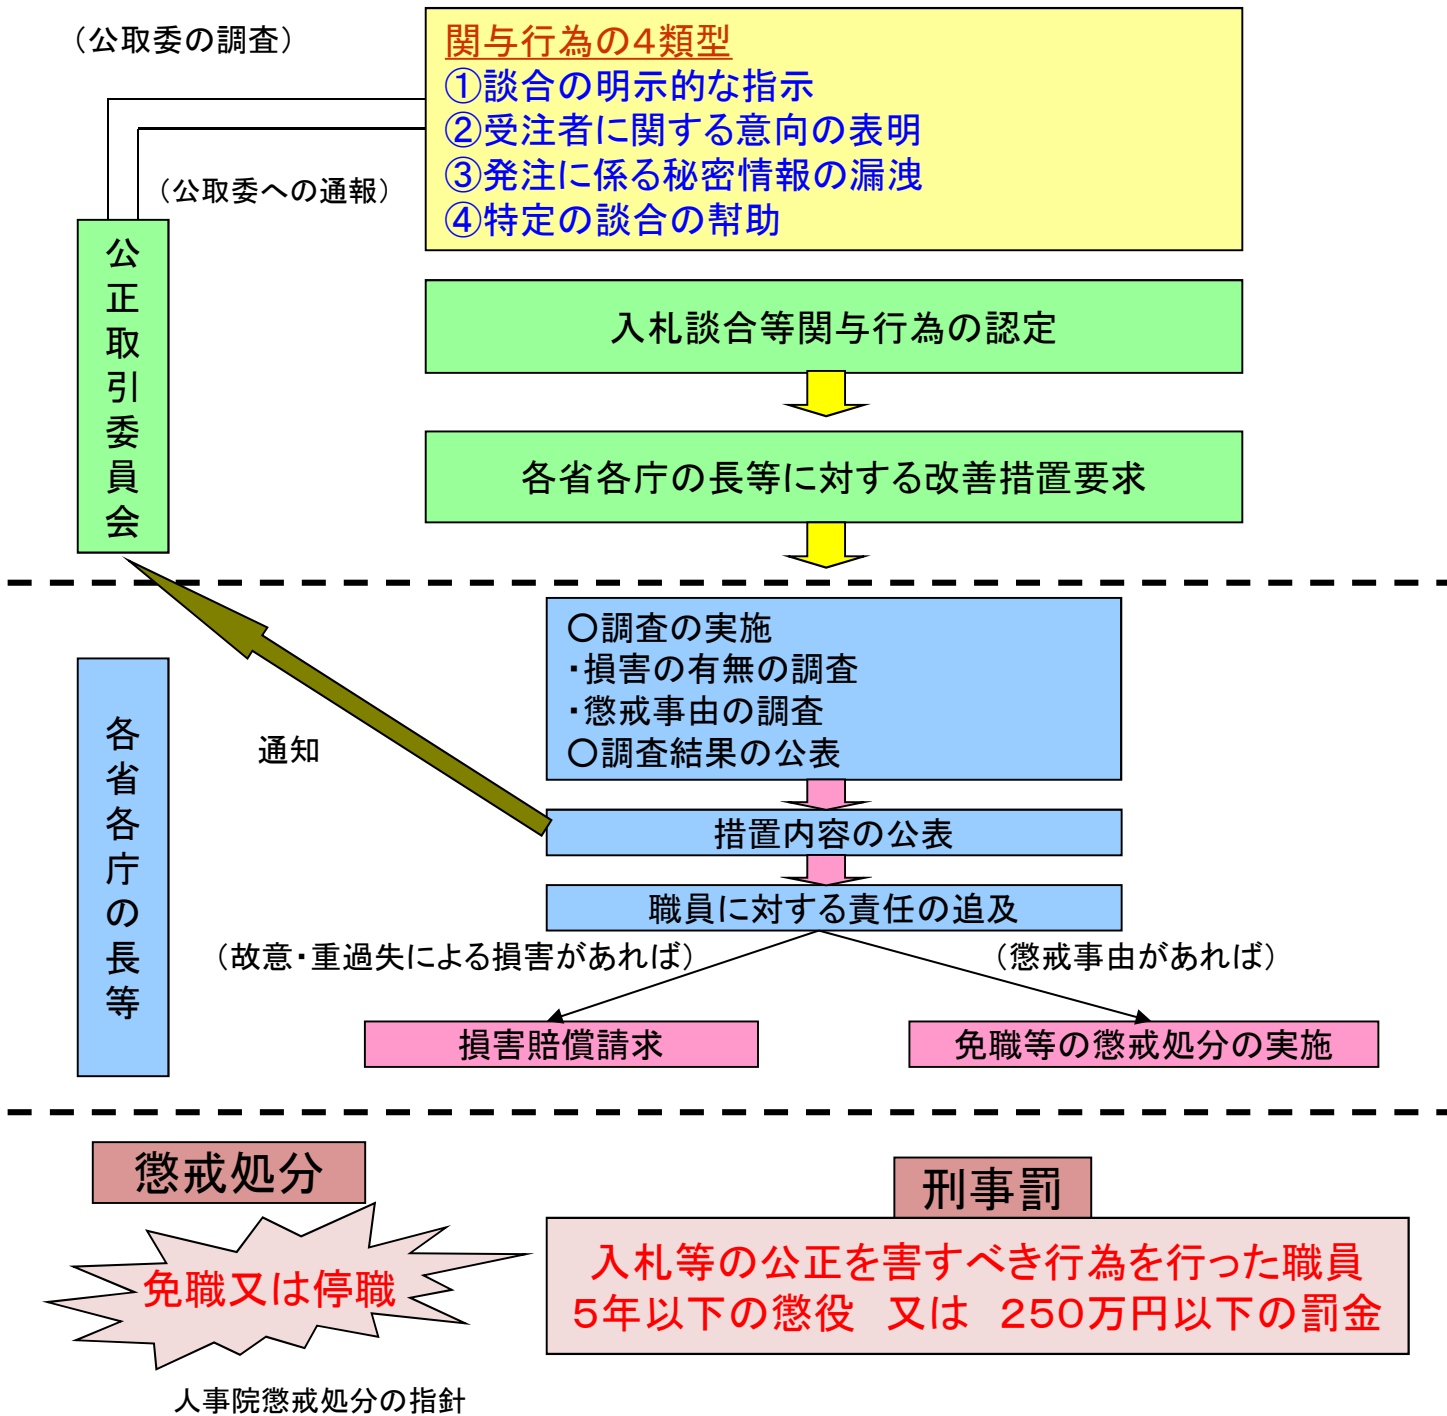 （公取委の調査）
関与行為の４類型
①談合の明示的な指示
②受注者に関する意向の表明
③発注に係る秘密情報の漏洩
④特定の談合の幇助
（公取委への通報）
公正取引委員会
入札談合等関与行為の認定
各省各庁の長等に対する改善措置要求
○調査の実施
・損害の有無の調査
・懲戒事由の調査
○調査結果の公表
各省各庁の長等
通知
措置内容の公表
職員に対する責任の追及
（故意・重過失による損害があれば）
（懲戒事由があれば）
損害賠償請求
免職等の懲戒処分の実施
懲戒処分
免職又は停職
人事院懲戒処分の指針
刑事罰
入札等の公正を害すべき行為を行った職員
５年以下の懲役　又は　２５０万円以下の罰金